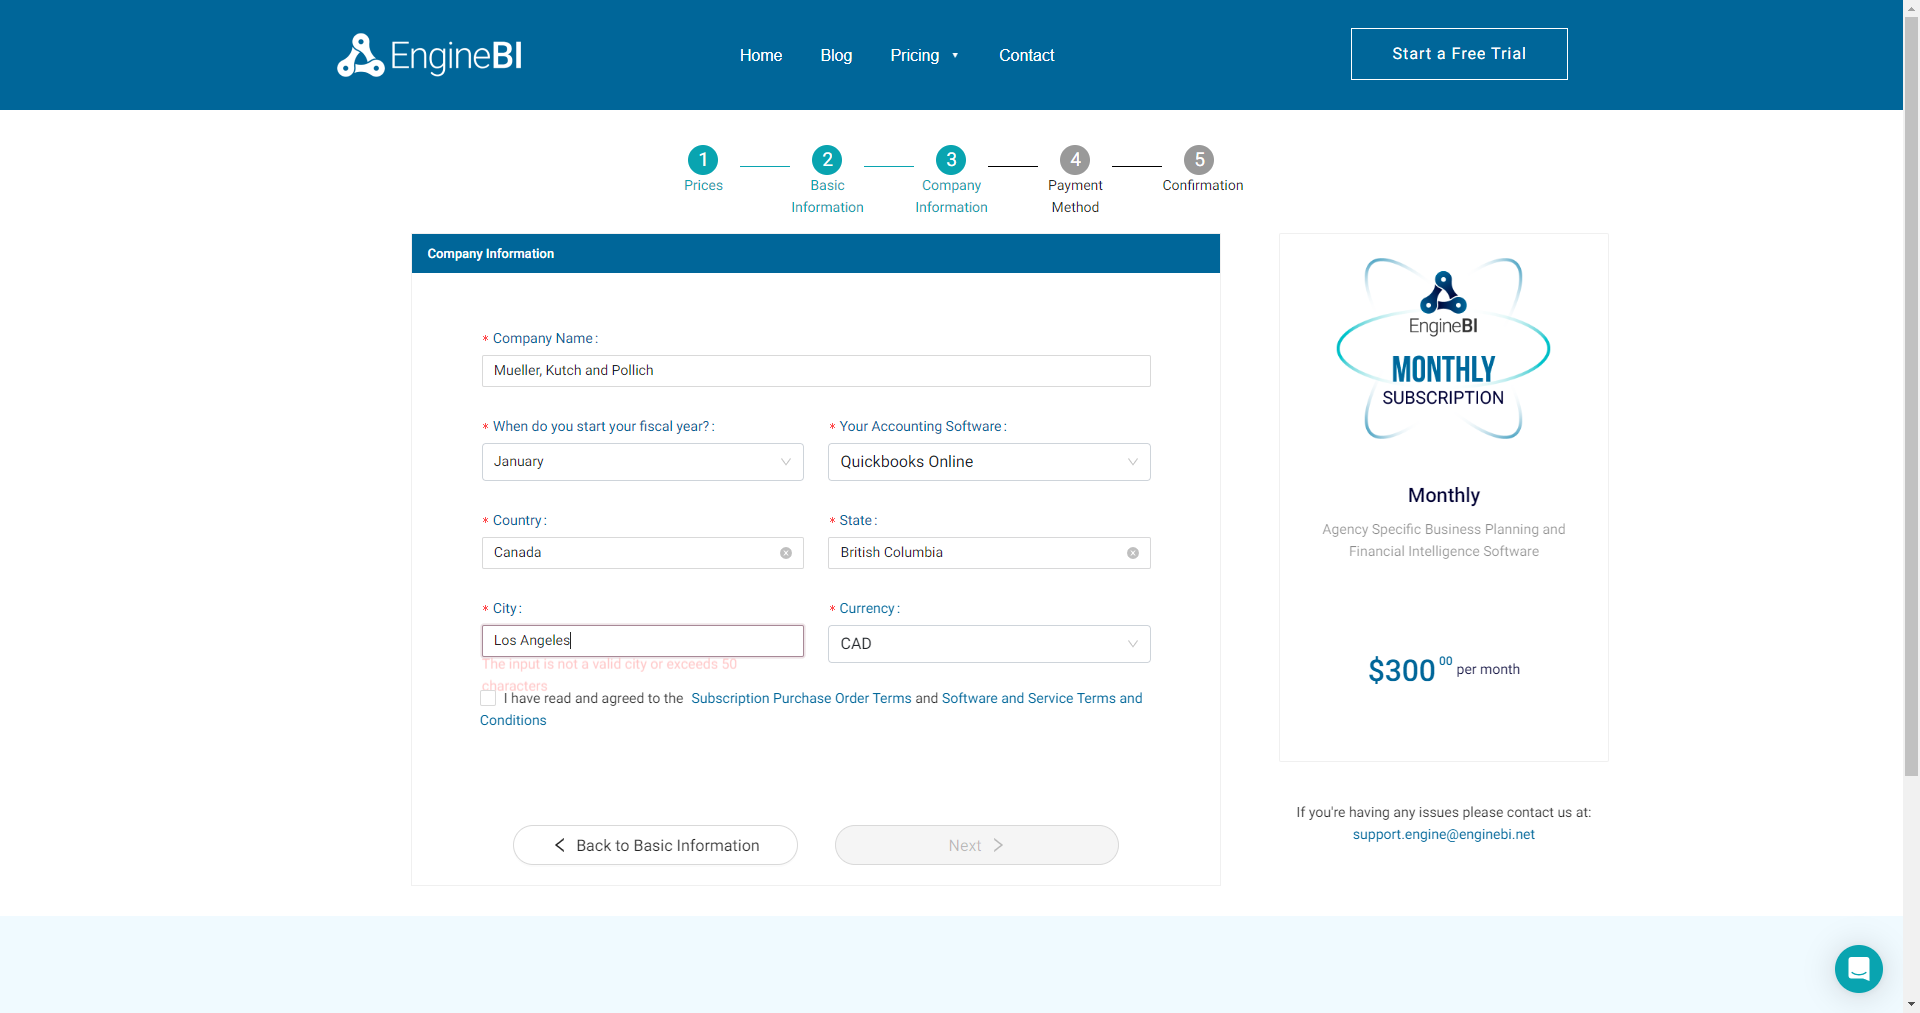 EngineBI
Home
Blog
Pricing
Contact
Start a Free Trial
1
Prices
2
Basic
Information
3
Company
Information
4
Payment
Method
5
Confirmation
Company Information
* Company Name :
Mueller, Kutch and Pollich
* When do you start your fiscal year? :
January
* Your Accounting Software :
Quickbooks Online
* Country :
Canada
* State :
British Columbia
* City :
Los Angeles
The input is not a valid city or exceeds 50
characters
* Currency :
CAD
I have read and agreed to the Subscription Purchase Order Terms and Software and Service Terms and
Conditions
Back to Basic Information
Next
EngineBI
MONTHLY
SUBSCRIPTION
Monthly
Agency Specific Business Planning and
Financial Intelligence Software
$300 00 per month
If you're having any issues please contact us at:
support.engine@enginebi.net